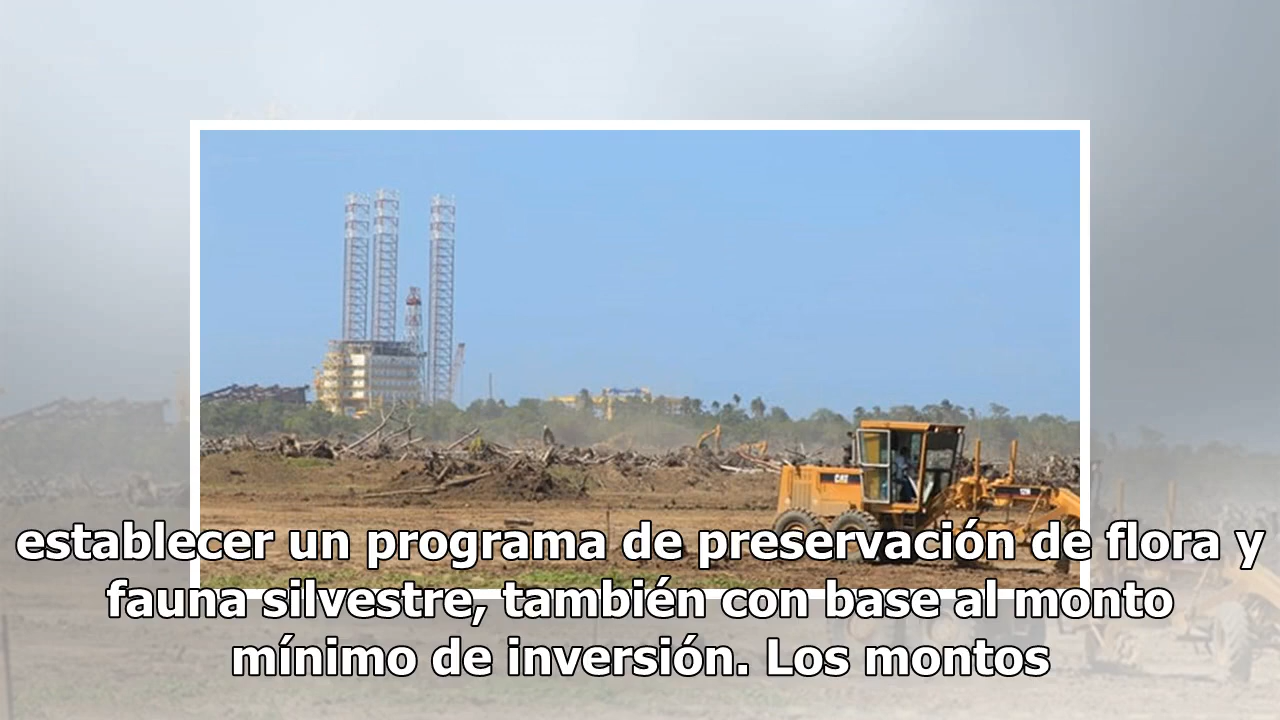 CAT
establecer un programa de preservación de flora y
fauna silvestre, también con base al monto
mínimo de inversión. Los montos